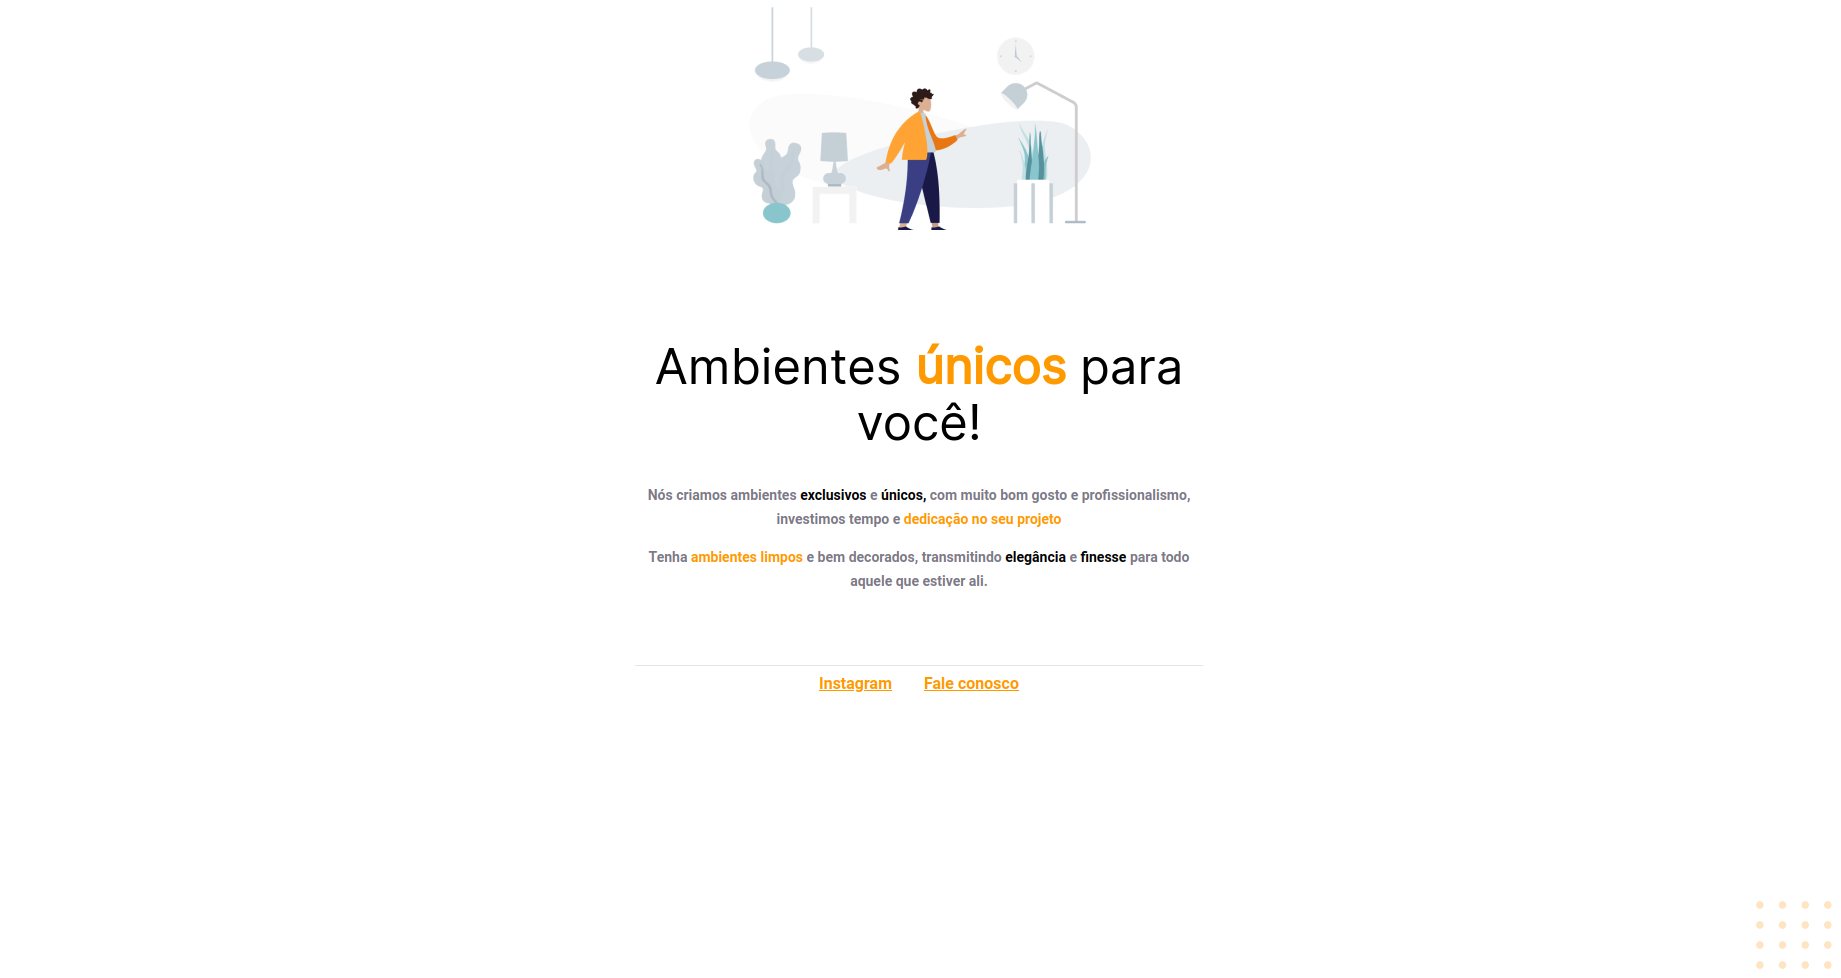 Ambientes únicos para
você!
Nós criamos ambientes exclusivos e únicos, com muito bom gosto e profissionalismo,
investimos tempo e dedicação no seu projeto
Tenha ambientes limpos e bem decorados, transmitindo elegância e finesse para todo
aquele que estiver ali.
Instagram Fale conosco